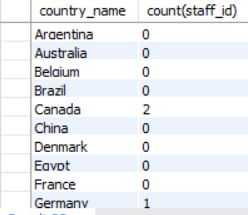 country_name count(staff_id)
Argentina 0
Australia 0
Belgium 0
Brazil 0
Canada 2
China 0
Denmark 0
Egypt 0
France 0
Germany 1